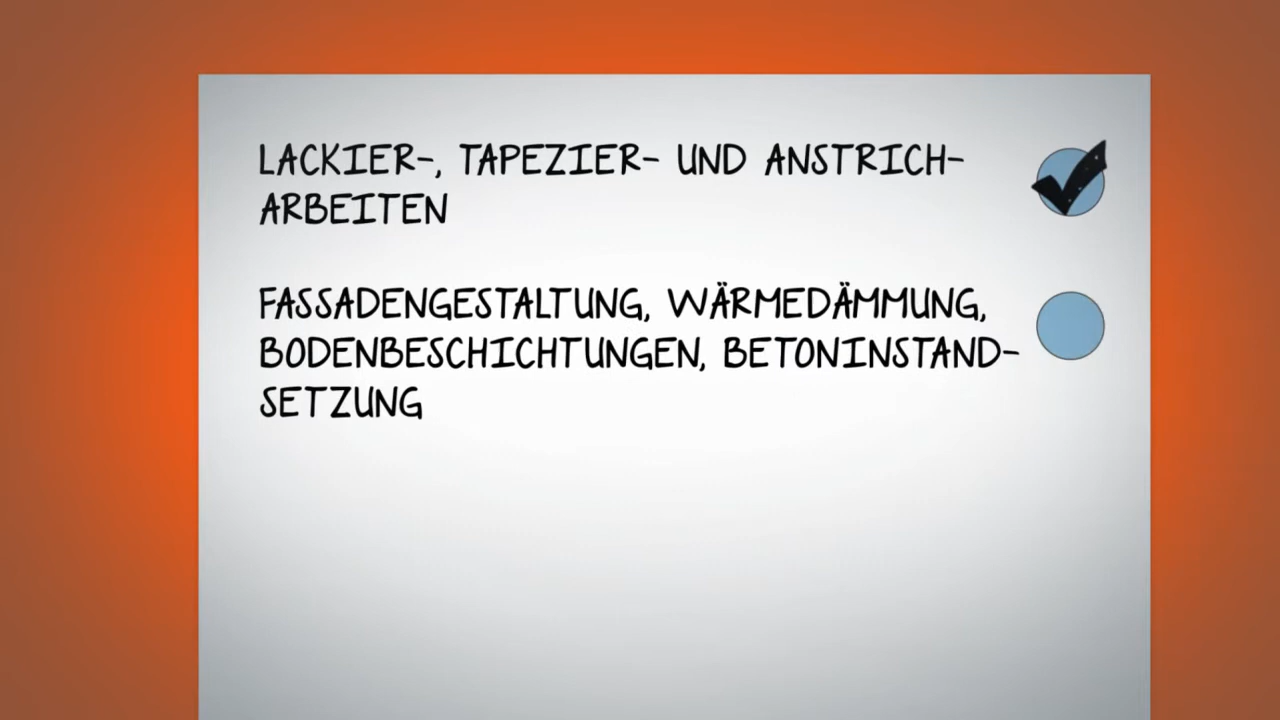 LACKIER-, TAPEZIER- UND ANSTRICH-
ARBEITEN
FASSADENGESTALTUNG, WÄRMEDÄMMUNG,
BODENBESCHICHTUNGEN, BETONINSTAND-
SETZUNG